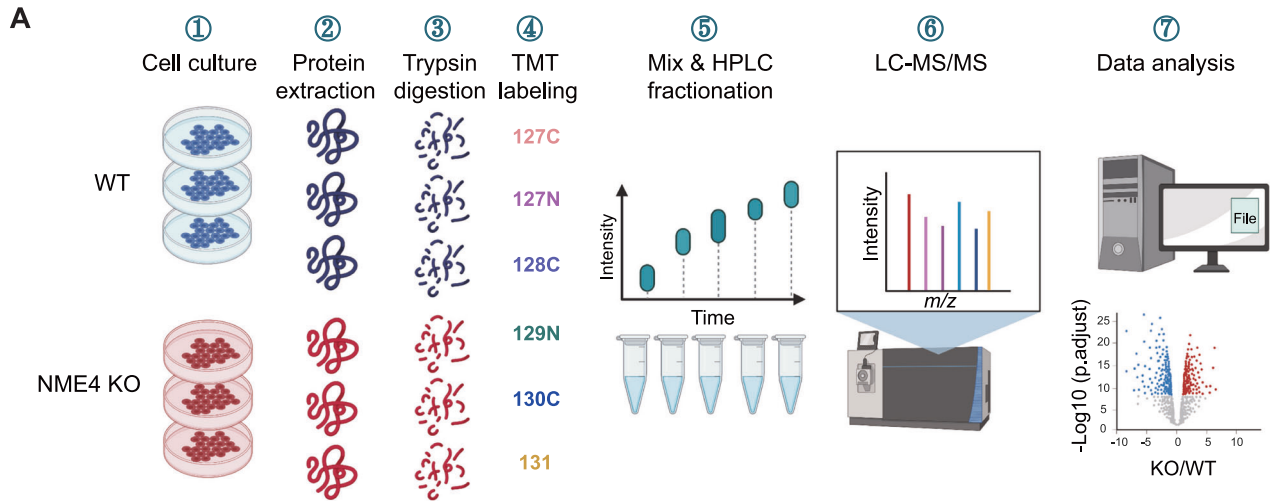 A
① ② ③ ④ ⑤ ⑥ ⑦
Cell culture
Protein
extraction
Trypsin
digestion
TMT
labeling
Mix & HPLC
fractionation
LC-MS/MS
Data analysis
WT
127C
127N
128C
NME4 KO
129N
130C
131
Intensity
Time
Intensity
m/z
File
-Log10 (p.adjust)
25
20
15
10
5
0
-10 -5 0 5 10
KO/WT